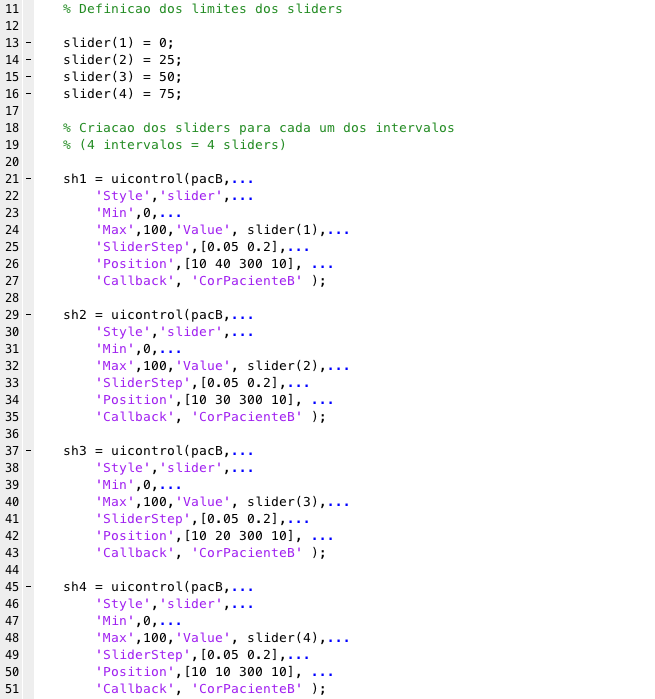 11 % Definicao dos limites dos sliders
12
13 - slider(1) = 0;
14 - slider(2) = 25;
15 - slider(3) = 50;
16 - slider(4) = 75;
17
18 % Criacao dos sliders para cada um dos intervalos
19 % (4 intervalos = 4 sliders)
20
21 - sh1 = uicontrol(pacB,...
22 'Style','slider',...
23 'Min',0,...
24 'Max',100,'Value', slider(1),...
25 'SliderStep',[0.05 0.2],...
26 'Position',[10 40 300 10], ...
27 'Callback', 'CorPacienteB' );
28
29 - sh2 = uicontrol(pacB,...
30 'Style','slider',...
31 'Min',0,...
32 'Max',100,'Value', slider(2),...
33 'SliderStep',[0.05 0.2],...
34 'Position',[10 30 300 10], ...
35 'Callback', 'CorPacienteB' );
36
37 - sh3 = uicontrol(pacB,...
38 'Style','slider',...
39 'Min',0,...
40 'Max',100,'Value', slider(3),...
41 'SliderStep',[0.05 0.2],...
42 'Position',[10 20 300 10], ...
43 'Callback', 'CorPacienteB' );
44
45 - sh4 = uicontrol(pacB,...
46 'Style','slider',...
47 'Min',0,...
48 'Max',100,'Value', slider(4),...
49 'SliderStep',[0.05 0.2],...
50 'Position',[10 10 300 10], ...
51 'Callback', 'CorPacienteB' );